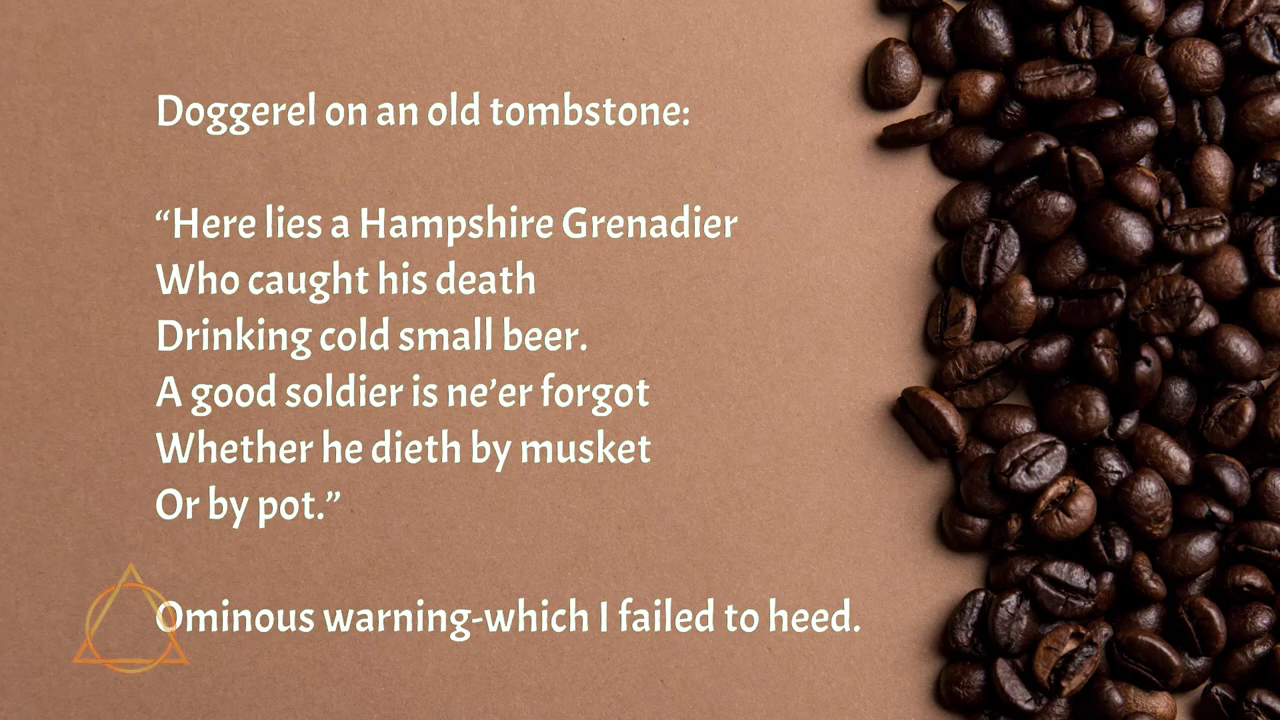 Doggerel on an old tombstone:
“Here lies a Hampshire Grenadier
Who caught his death
Drinking cold small beer.
A good soldier is ne’er forgot
Whether he dieth by musket
Or by pot.”
Ominous warning-which I failed to heed.